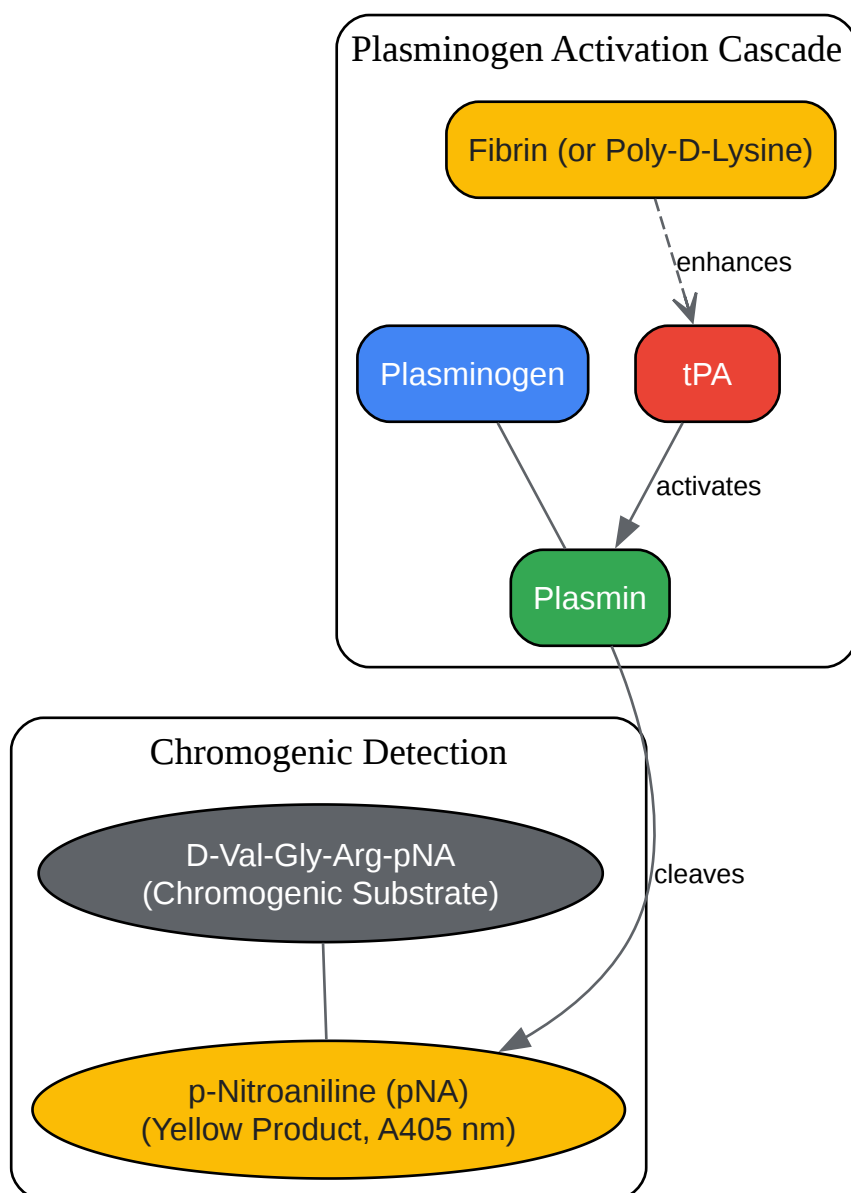 Plasminogen Activation Cascade
Fibrin (or Poly-D-Lysine)
enhances
Plasminogen
tPA
activates
Plasmin
Chromogenic Detection
D-Val-Gly-Arg-pNA
(Chromogenic Substrate)
cleaves
p-Nitroaniline (pNA)
(Yellow Product, A405 nm)